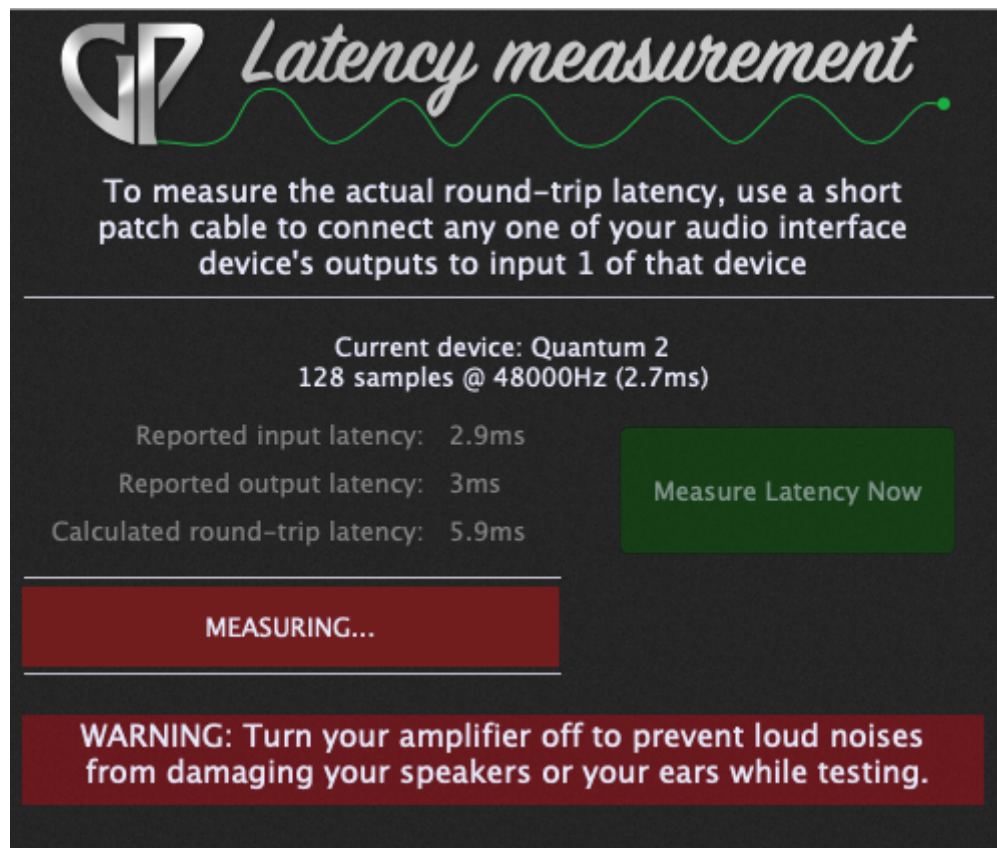 GP Latency measurement
To measure the actual round-trip latency, use a short
patch cable to connect any one of your audio interface
device's outputs to input 1 of that device
Current device: Quantum 2
128 samples @ 48000Hz (2.7ms)
Reported input latency: 2.9ms
Reported output latency: 3ms
Calculated round-trip latency: 5.9ms
Measure Latency Now
MEASURING...
WARNING: Turn your amplifier off to prevent loud noises
from damaging your speakers or your ears while testing.